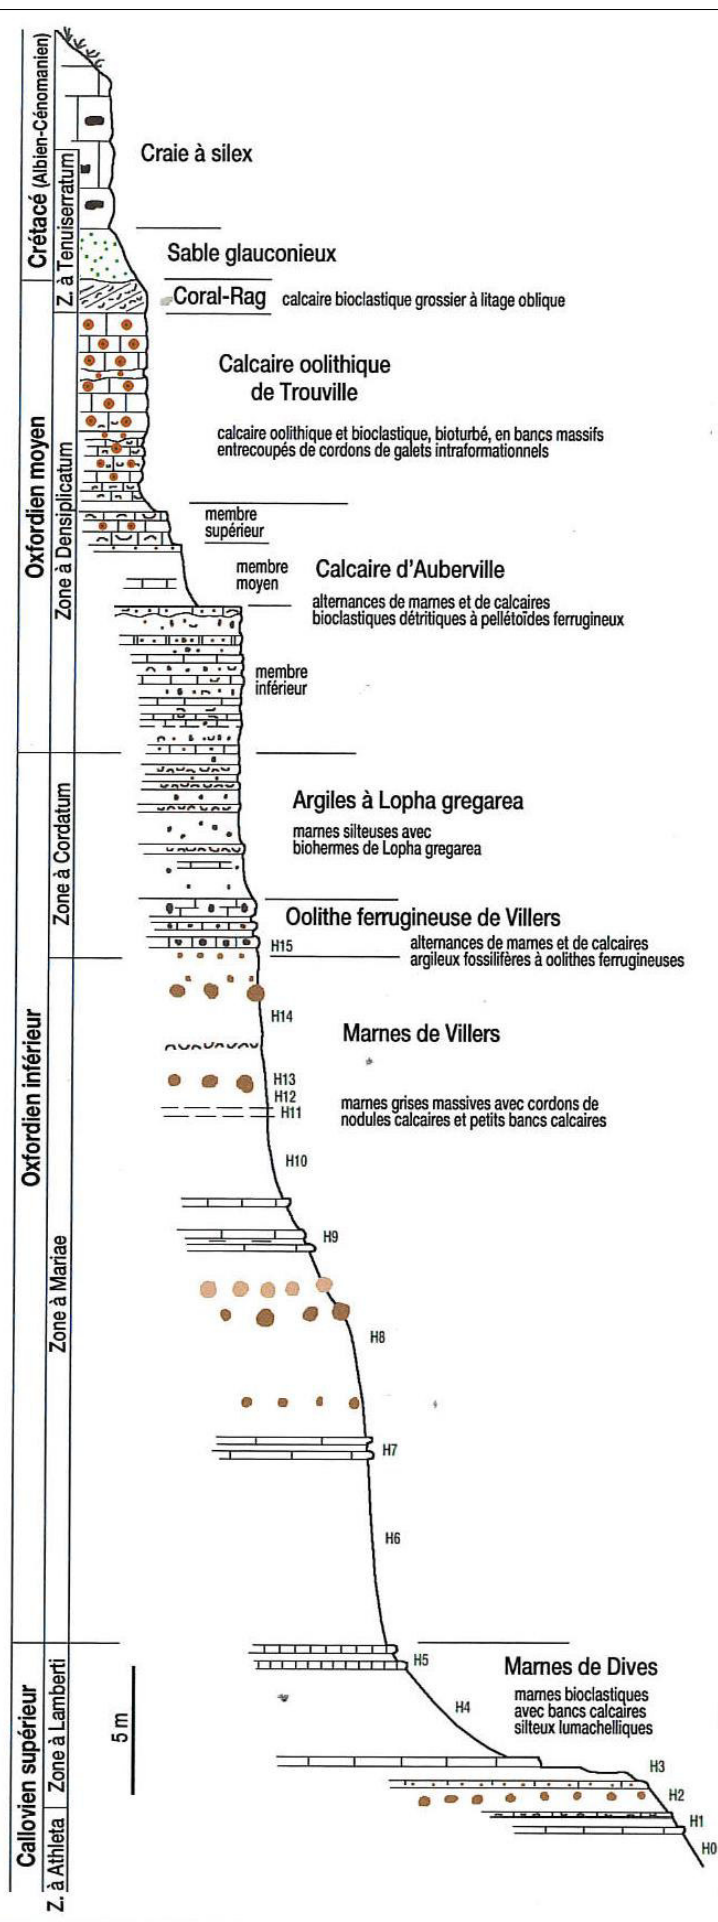 Crétacé (Albien-Cénomanien)
Oxfordien moyen
Oxfordien inférieur
Callovien supérieur
Z. à Tenuiserratum
Zone à Densiplicatum
Zone à Cordatum
Zone à Mariae
Zone à Lamberti
Z. à Athleta
Craie à silex
Sable glauconieux
Coral-Rag calcaire bioclastique grossier à litage oblique
Calcaire oolithique
de Trouville
calcaire oolithique et bioclastique, bioturbé, en bancs massifs
entrecoupés de cordons de galets intraformationnels
membre
supérieur
membre
moyen
Calcaire d'Auberville
alternances de marnes et de calcaires
bioclastiques détritiques à pellétoïdes ferrugineux
membre
inférieur
Argiles à Lopha gregarea
marnes silteuses avec
biohermes de Lopha gregarea
Oolithe ferrugineuse de Villers
H15
alternances de marnes et de calcaires
argileux fossilifères à oolithes ferrugineuses
H14
Marnes de Villers
H13
H12
H11
marnes grises massives avec cordons de
nodules calcaires et petits bancs calcaires
H10
H9
H8
H7
H6
H5
Marnes de Dives
marnes bioclastiques
avec bancs calcaires
silteux lumachelliques
H4
5 m
H3
H2
H1
H0